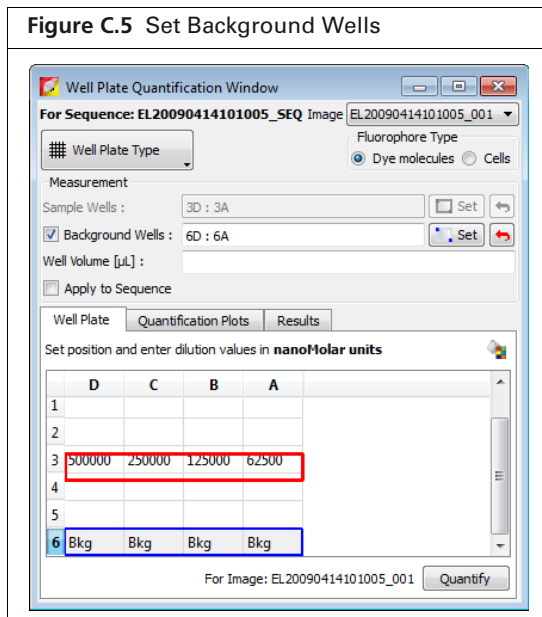 Figure C.5 Set Background Wells
Well Plate Quantification Window
For Sequence: EL20090414101005_SEQ Image EL20090414101005_001
Fluorophore Type
Well Plate Type
Dye molecules Cells
Measurement
Sample Wells : 3D : 3A Set
Background Wells : 6D : 6A Set
Well Volume [µL] :
Apply to Sequence
Well Plate Quantification Plots Results
Set position and enter dilution values in nanoMolar units
D C B A
1
2
3 500000 250000 125000 62500
4
5
6 Bkg Bkg Bkg Bkg
For Image: EL20090414101005_001 Quantify